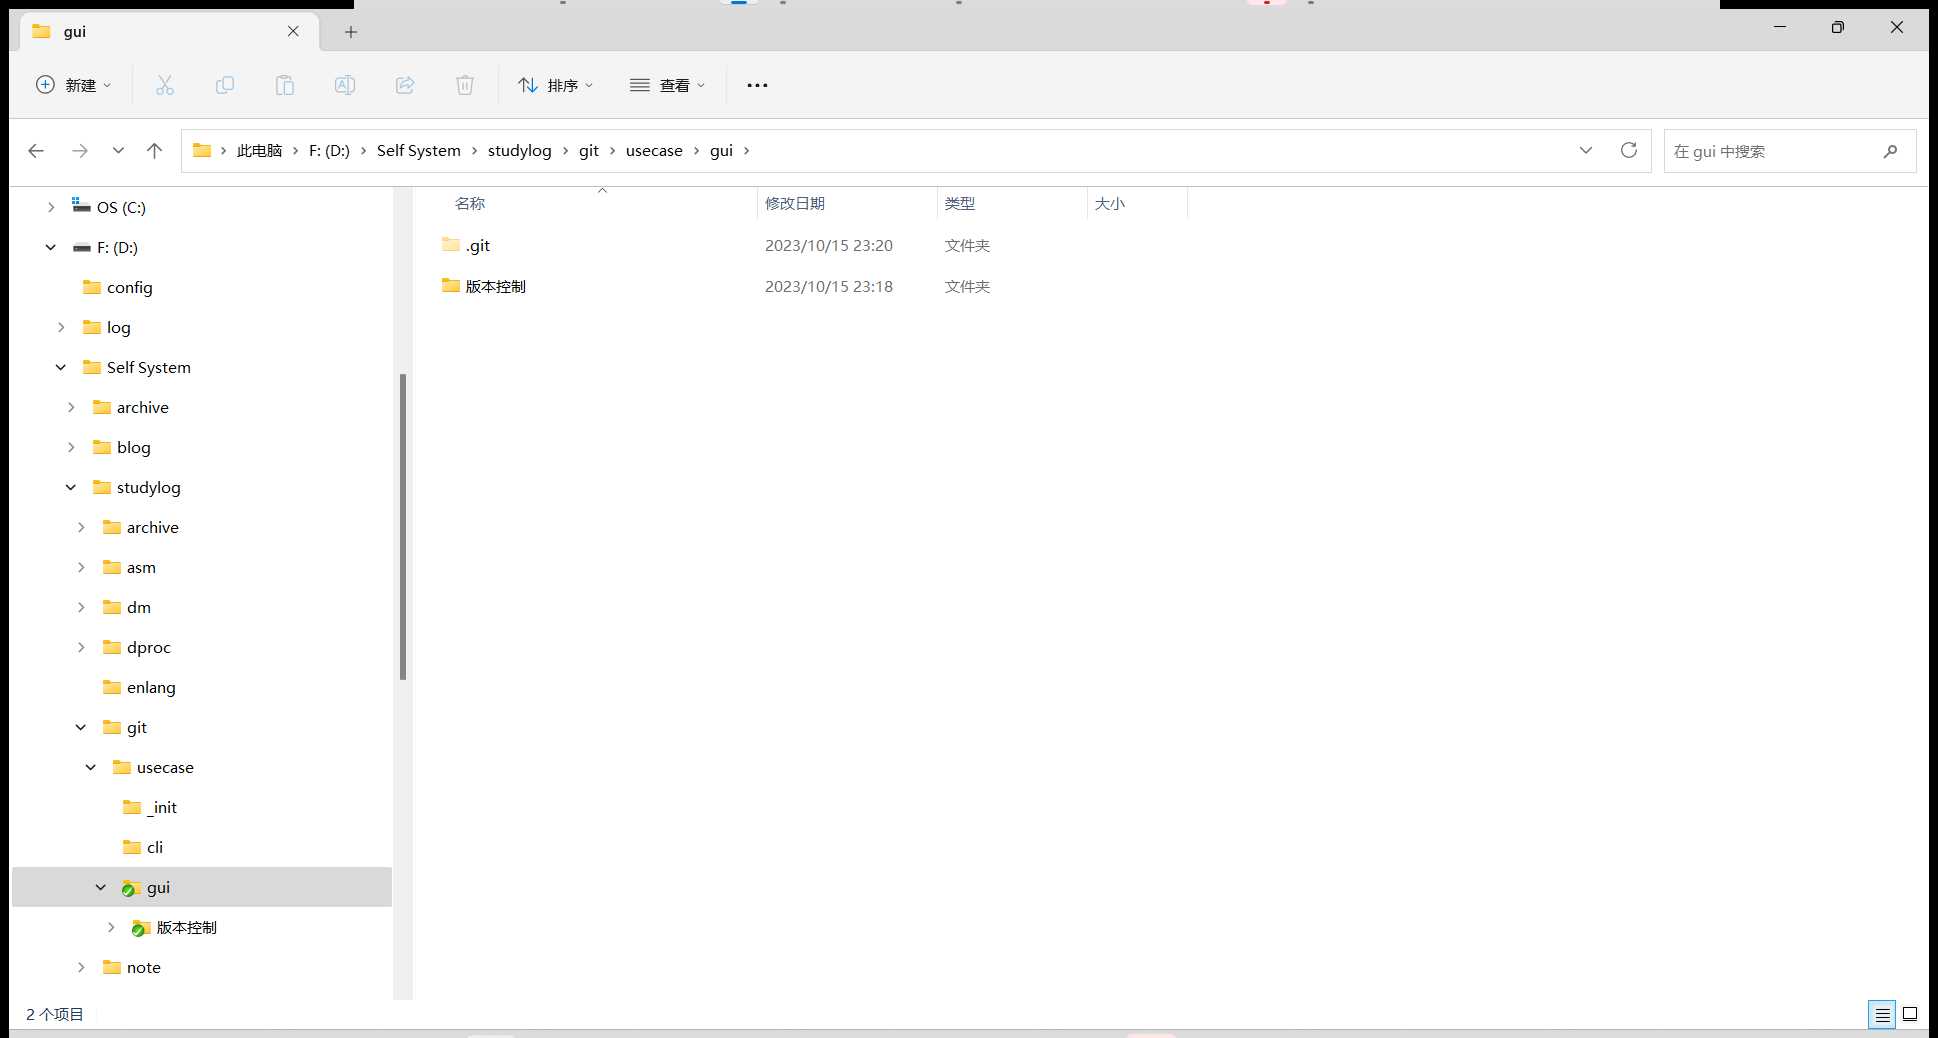 gui
新建
排序
查看
此电脑 F: (D:) Self System studylog git usecase gui
在 gui 中搜索
OS (C:)
F: (D:)
config
log
Self System
archive
blog
studylog
archive
asm
dm
dproc
enlang
git
usecase
_init
cli
gui
版本控制
note
名称 修改日期 类型 大小
.git 2023/10/15 23:20 文件夹
版本控制 2023/10/15 23:18 文件夹
2 个项目